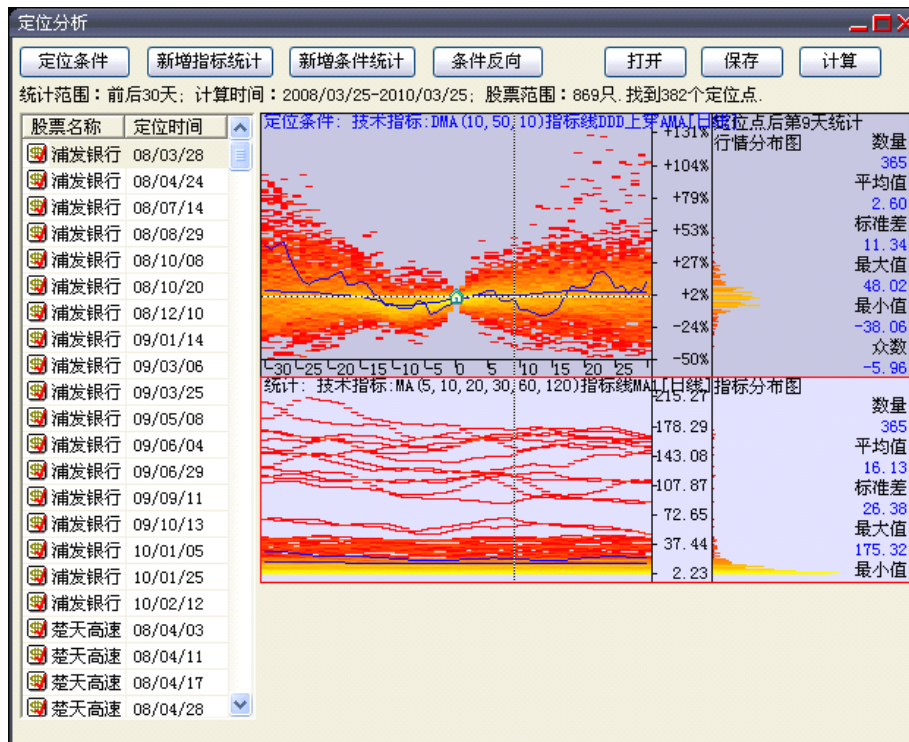 定位分析
定位条件 新增指标统计 新增条件统计 条件反向 打开 保存 计算
统计范围：前后30天；计算时间：2008/03/25-2010/03/25；股票范围：869只.找到382个定位点.
股票名称 定位时间
浦发银行 08/03/28
浦发银行 08/04/24
浦发银行 08/07/14
浦发银行 08/08/29
浦发银行 08/10/08
浦发银行 08/10/20
浦发银行 08/12/10
浦发银行 09/01/14
浦发银行 09/03/06
浦发银行 09/03/25
浦发银行 09/05/08
浦发银行 09/06/04
浦发银行 09/06/29
浦发银行 09/09/11
浦发银行 09/10/13
浦发银行 10/01/05
浦发银行 10/01/25
浦发银行 10/02/12
楚天高速 08/04/03
楚天高速 08/04/11
楚天高速 08/04/17
楚天高速 08/04/28
定位条件: 技术指标:DMA(10,50,10)指标线DDD上穿AMA[日线]
+131%
+104%
+79%
+53%
+27%
+2%
-24%
-50%
-30 -25 -20 -15 -10 -5 0 5 10 15 20 25
定位点后第9天统计
行情分布图
数量
365
平均值
2.60
标准差
11.34
最大值
48.02
最小值
-38.06
众数
-5.96
统计: 技术指标:MA(5,10,20,30,60,120)指标线MA1[日线]
215.27
178.29
143.08
107.87
72.65
37.44
2.23
指标分布图
数量
365
平均值
16.13
标准差
26.38
最大值
175.32
最小值